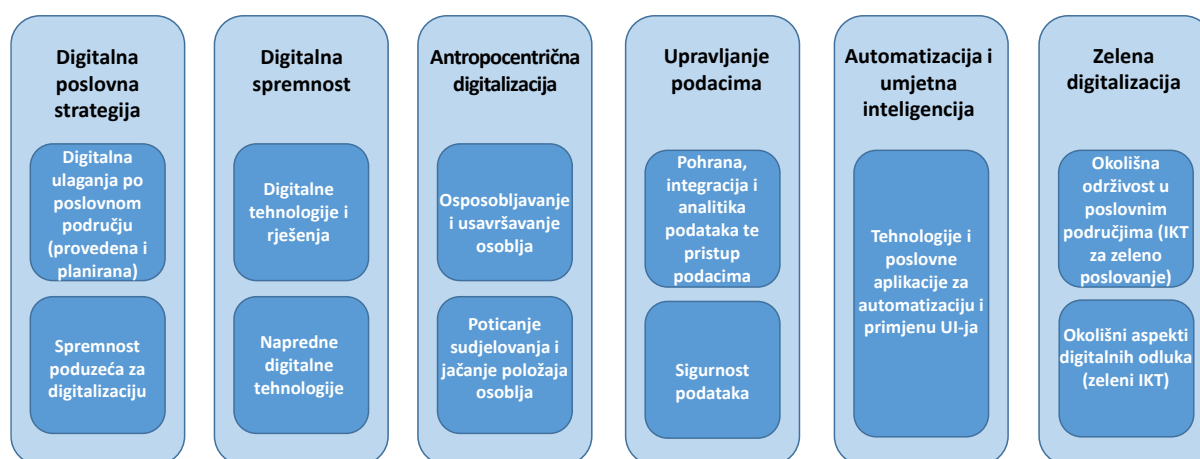 Digitalna
poslovna
strategija
Digitalna
ulaganja po
poslovnom
području
(provedena i
planirana)
Spremnost
poduzeća za
digitalizaciju
Digitalna
spremnost
Digitalne
tehnologije i
rješenja
Napredne
digitalne
tehnologije
Antropocentrična
digitalizacija
Osposobljavanje
i usavršavanje
osoblja
Poticanje
sudjelovanja i
jačanje položaja
osoblja
Upravljanje
podacima
Pohrana,
integracija i
analitika
podataka te
pristup
podacima
Sigurnost
podataka
Automatizacija i
umjetna
inteligencija
Tehnologije i
poslovne
aplikacije za
automatizaciju i
primjenu UI-ja
Zelena
digitalizacija
Okolišna
održivost u
poslovnim
područjima (IKT
za zeleno
poslovanje)
Okolišni aspekti
digitalnih odluka
(zeleni IKT)